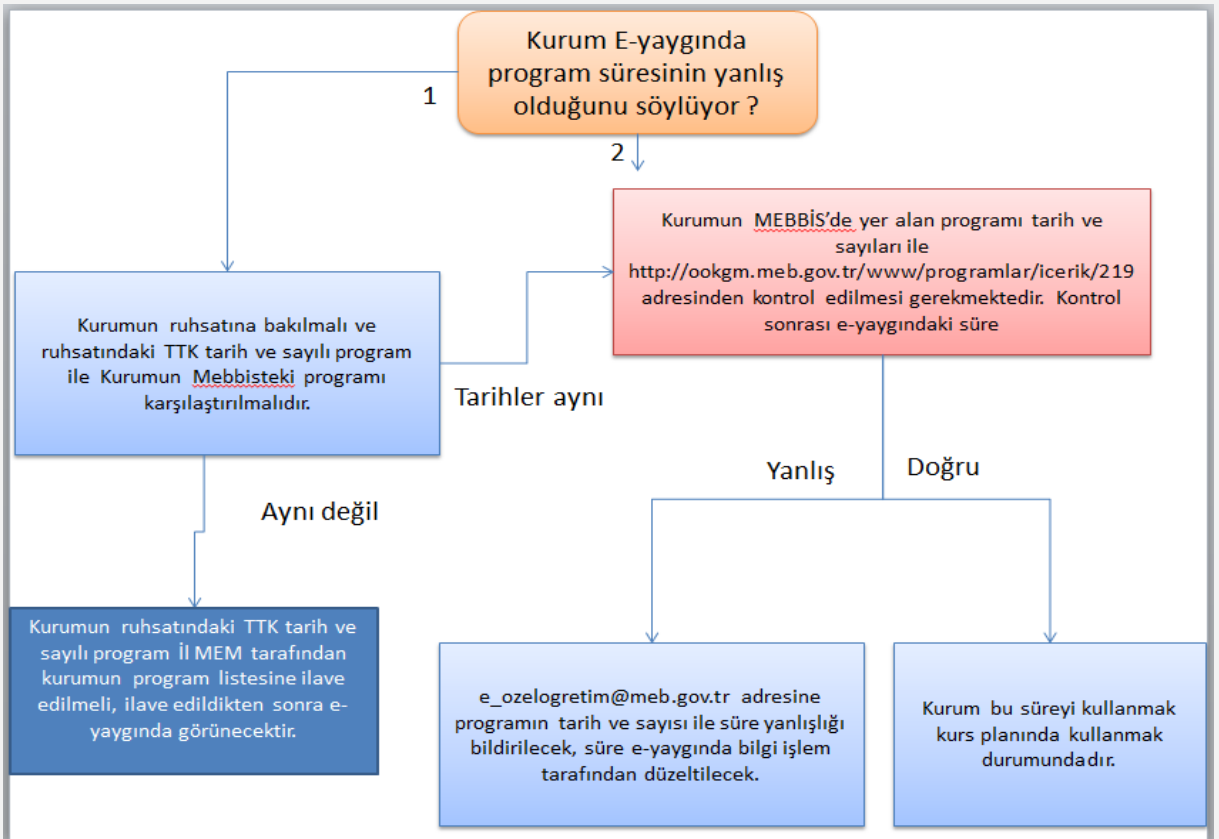 Kurum E-yaygında
program süresinin yanlış
olduğunu söylüyor ?
1
2
Kurumun MEBBİS’de yer alan programı tarih ve
sayıları ile
http://ookgm.meb.gov.tr/www/programlar/icerik/219
adresinden kontrol edilmesi gerekmektedir. Kontrol
sonrası e-yaygındaki süre
Kurumun ruhsatına bakılmalı ve
ruhsatındaki TTK tarih ve sayılı program
ile Kurumun Mebbisteki programı
karşılaştırılmalıdır.
Tarihler aynı
Yanlış
Doğru
Aynı değil
Kurumun ruhsatındaki TTK tarih ve
sayılı program İl MEM tarafından
kurumun program listesine ilave
edilmeli, ilave edildikten sonra e-
yaygında görünecektir.
e_ozelogretim@meb.gov.tr adresine
programın tarih ve sayısı ile süre yanlışlığı
bildirilecek, süre e-yaygında bilgi işlem
tarafından düzeltilecek.
Kurum bu süreyi kullanmak
kurs planında kullanmak
durumundadır.